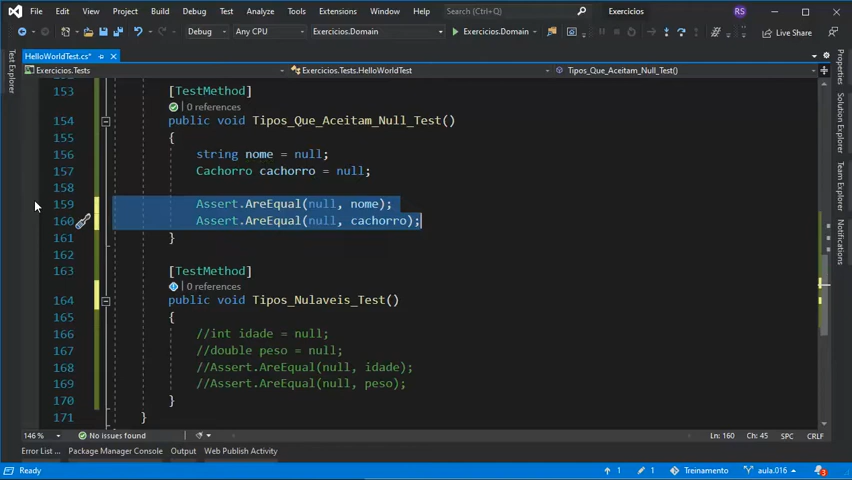 File Edit View Project Build Debug Test Analyze Tools Extensions Window Help Search (Ctrl+Q) Exercicios RS
Debug Any CPU Exercicios.Domain Exercicios.Domain Live Share
HelloWorldTest.cs*
Exercicios.Tests Exercicios.Tests.HelloWorldTest Tipos_Que_Aceitam_Null_Test()
Test Explorer
Properties
Solution Explorer
Team Explorer
Notifications
153 [TestMethod]
0 references
154 public void Tipos_Que_Aceitam_Null_Test()
155 {
156 string nome = null;
157 Cachorro cachorro = null;
158
159 Assert.AreEqual(null, nome);
160 Assert.AreEqual(null, cachorro);
161 }
162
163 [TestMethod]
0 references
164 public void Tipos_Nulaveis_Test()
165 {
166 //int idade = null;
167 //double peso = null;
168 //Assert.AreEqual(null, idade);
169 //Assert.AreEqual(null, peso);
170 }
171 }
146 % No issues found Ln: 160 Ch: 45 SPC CRLF
Error List ... Package Manager Console Output Web Publish Activity
Ready 1 1 Treinamento aula.016 3